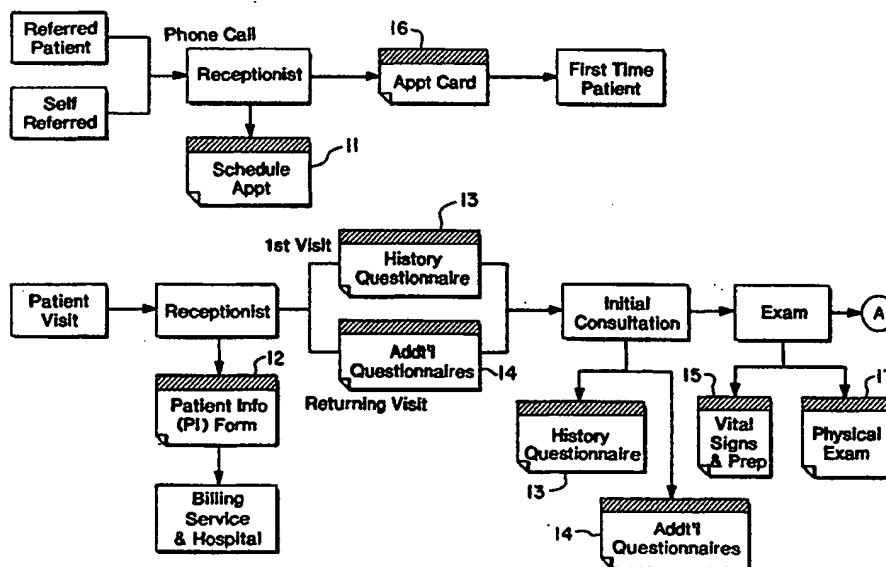 Referred
Patient
Phone Call
Receptionist
16
Appt Card
First Time
Patient
Self
Referred
Schedule
Appt
11
13
1st Visit
History
Questionnaire
Patient
Visit
Receptionist
Addt'l
Questionnaires
14
Returning Visit
Initial
Consultation
Exam
A
12
Patient Info
(PI) Form
Billing
Service
& Hospital
History
Questionnaire
13
14
Addt'l
Questionnaires
15
Vital
Signs
& Prep
Physical
Exam